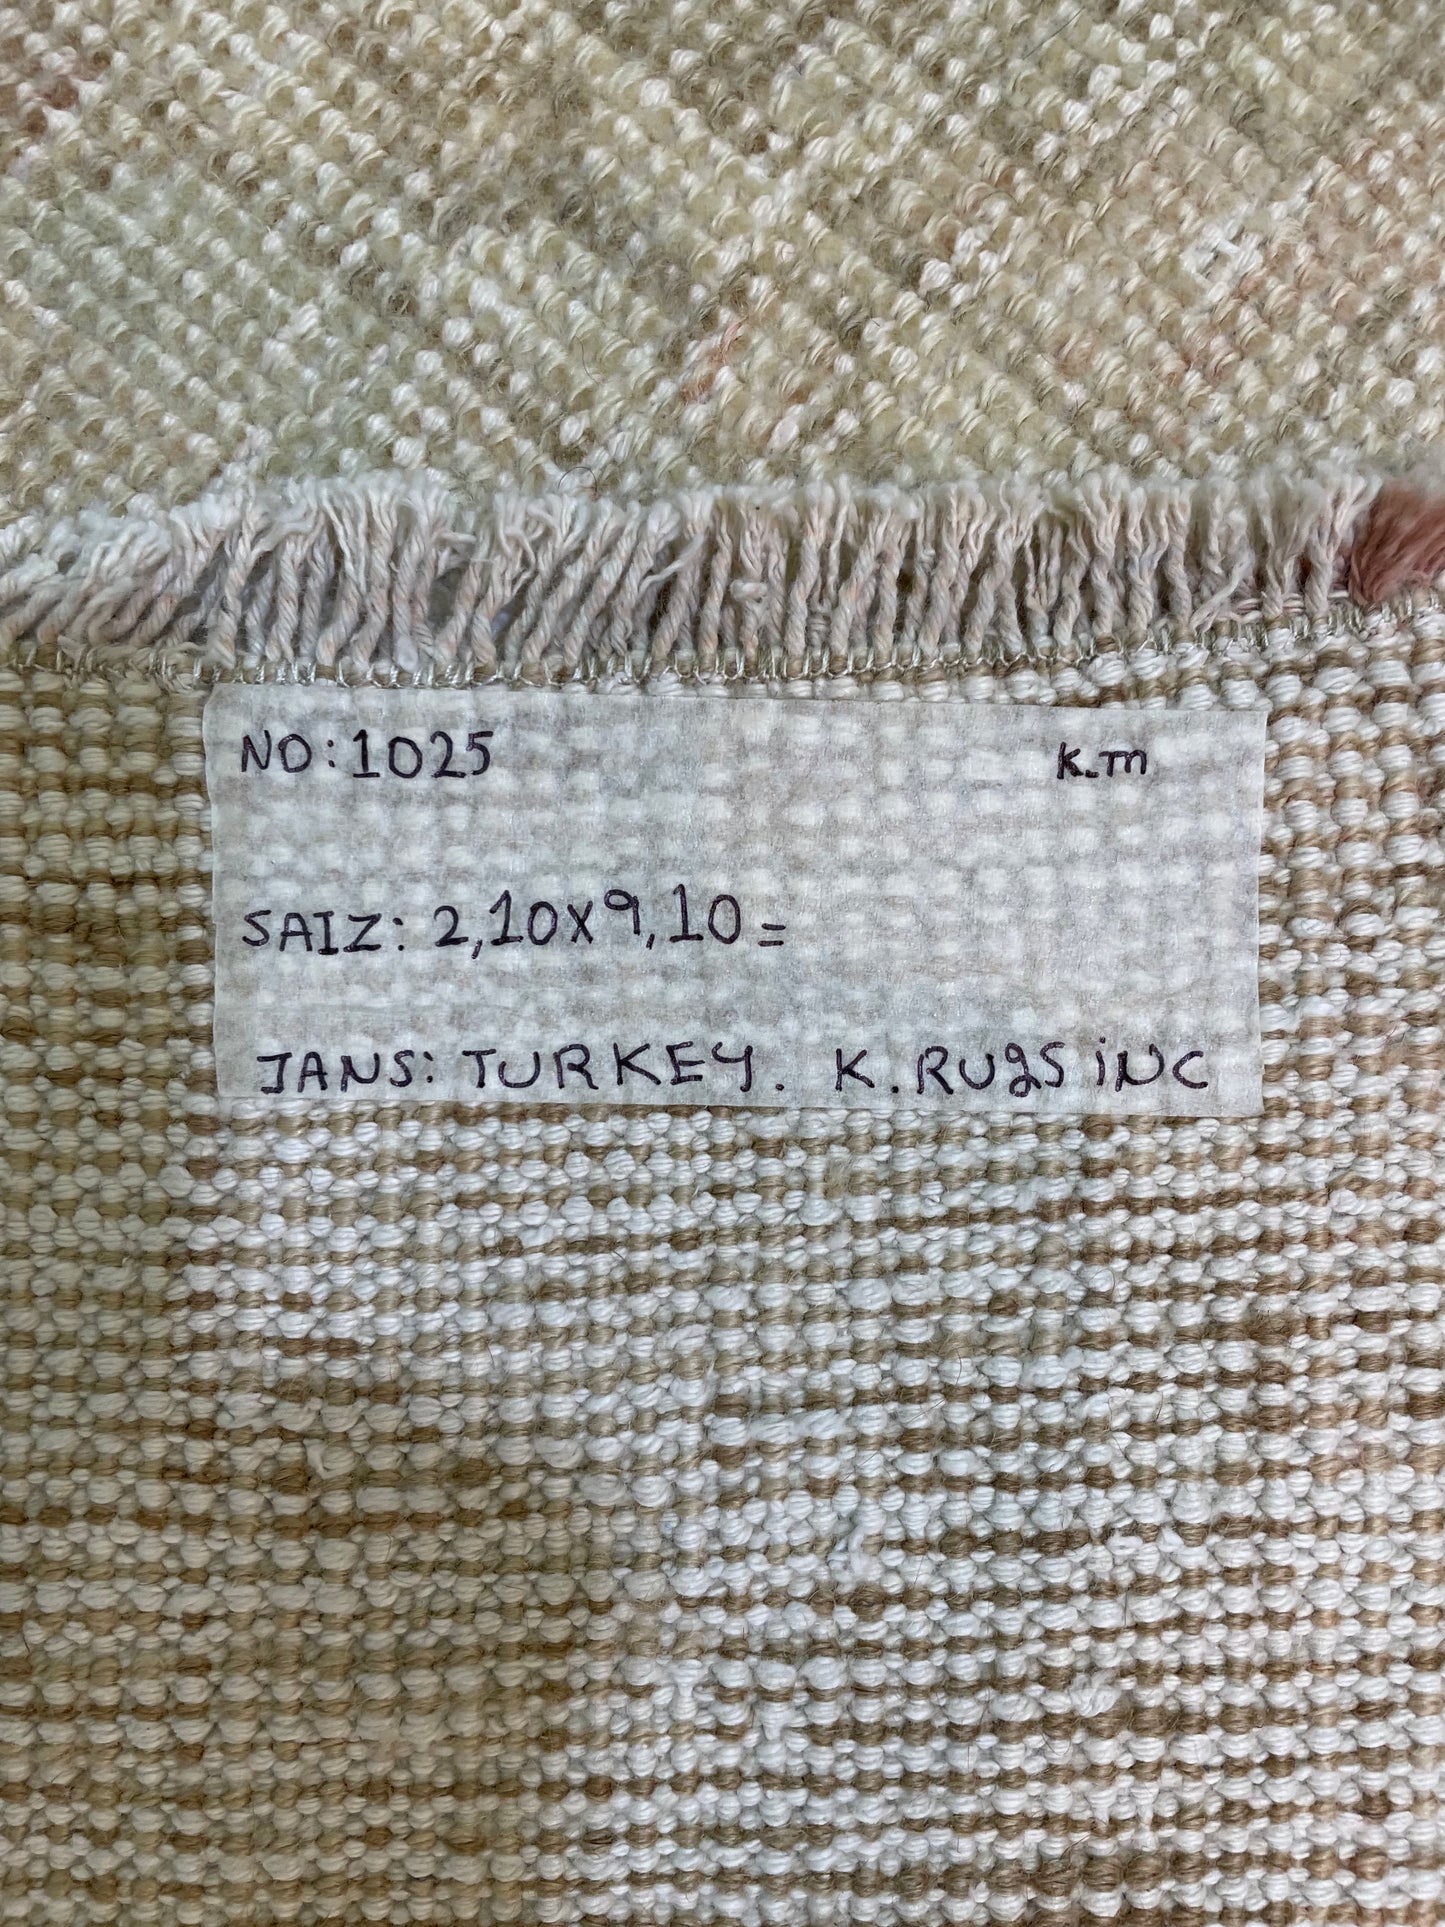 NO: 1025 K.m
SAIZ: 2,10x9,10=
JANS: TURKEY. K. RUgS iNC